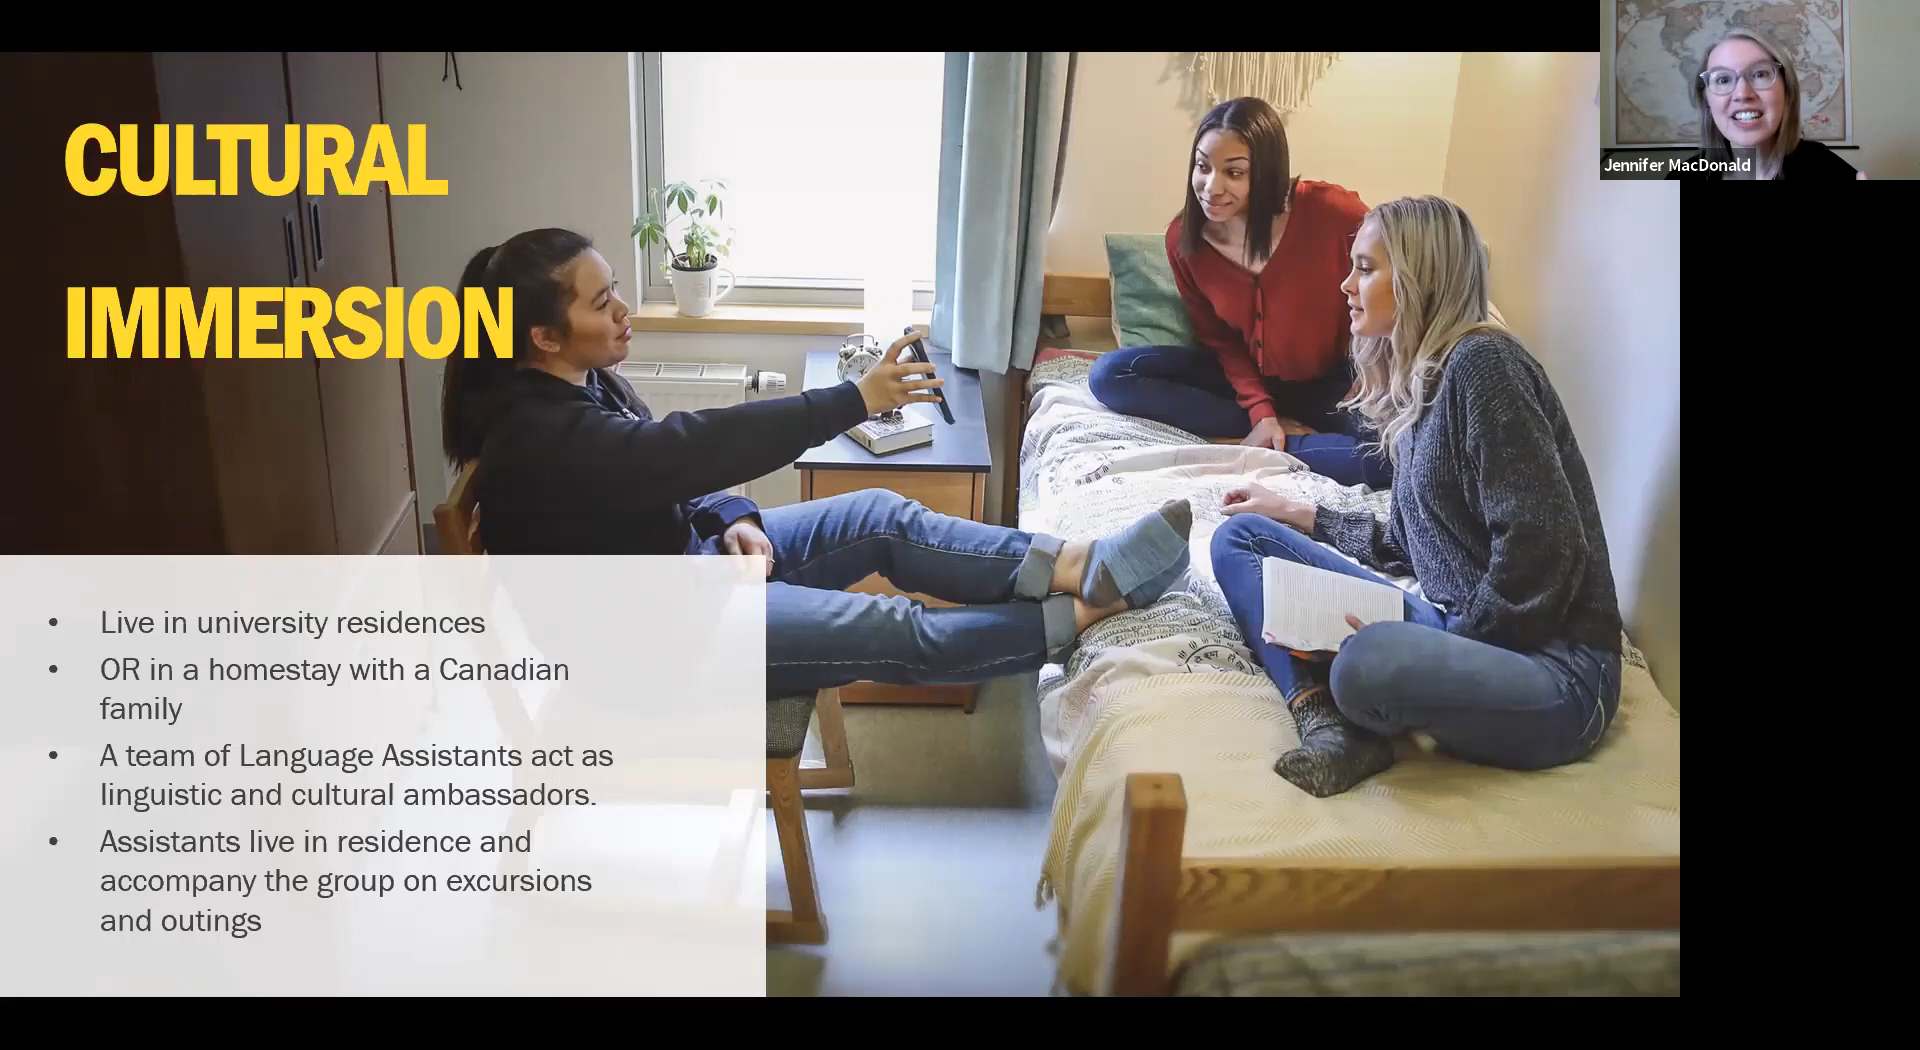 CULTURAL
IMMERSION
• Live in university residences
• OR in a homestay with a Canadian
family
• A team of Language Assistants act as
linguistic and cultural ambassadors.
• Assistants live in residence and
accompany the group on excursions
and outings
Jennifer MacDonald